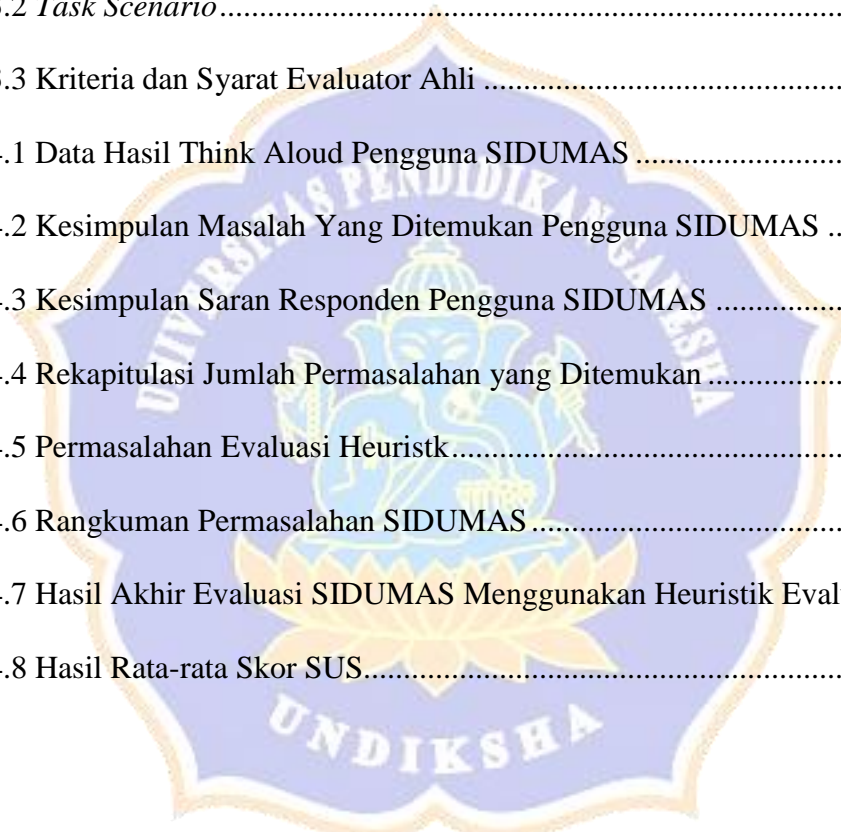 .2 Task Scenario
.3 Kriteria dan Syarat Evaluator Ahli
.1 Data Hasil Think Aloud Pengguna SIDUMAS
.2 Kesimpulan Masalah Yang Ditemukan Pengguna SIDUMAS
.3 Kesimpulan Saran Responden Pengguna SIDUMAS
.4 Rekapitulasi Jumlah Permasalahan yang Ditemukan
.5 Permasalahan Evaluasi Heuristk
.6 Rangkuman Permasalahan SIDUMAS
.7 Hasil Akhir Evaluasi SIDUMAS Menggunakan Heuristik Eval
.8 Hasil Rata-rata Skor SUS
UNIVERSITAS PENDIDIKAN GANESHA
UNDIKSHA